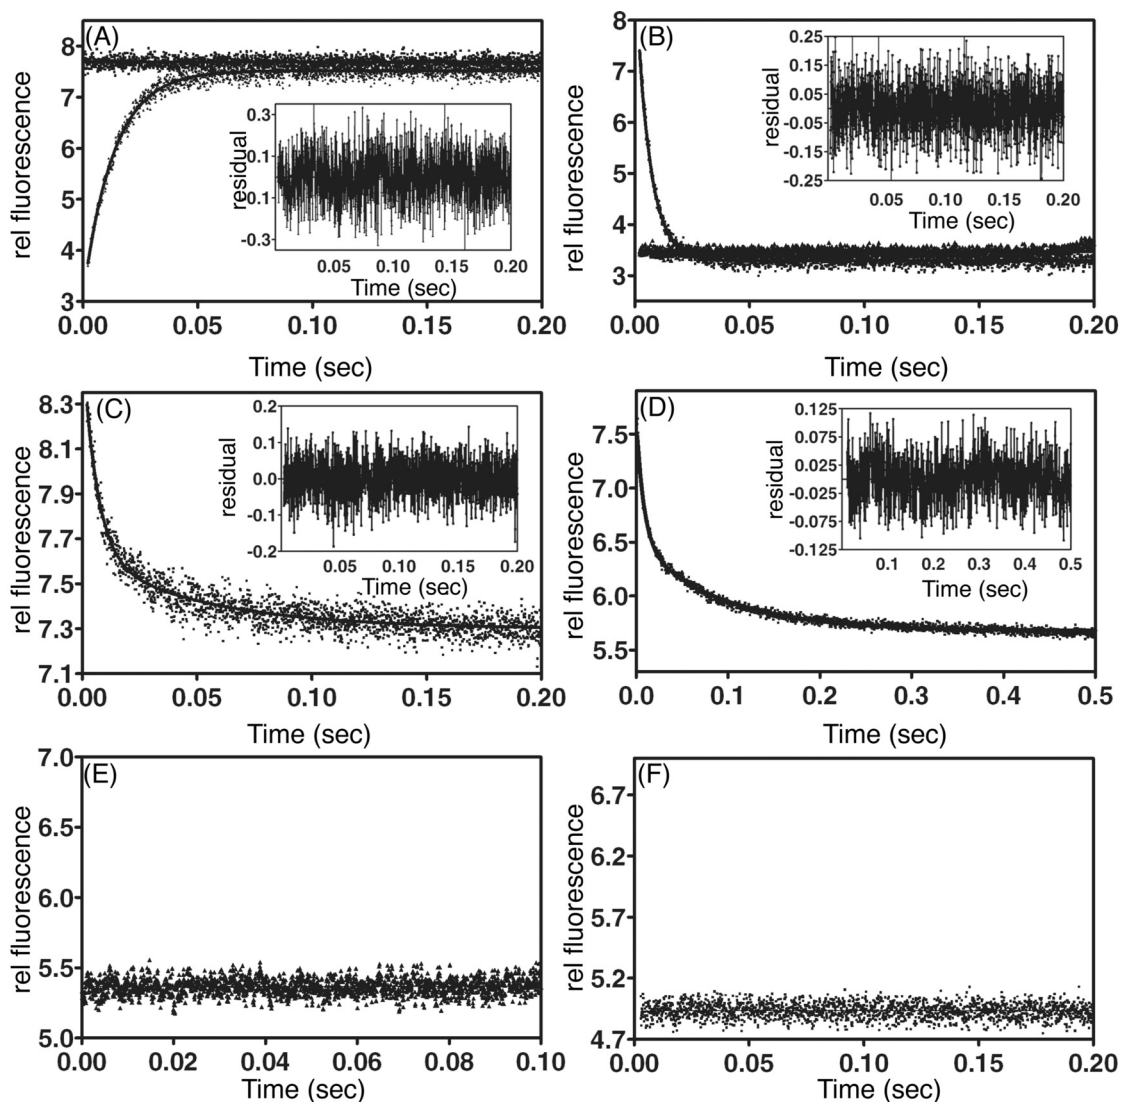 (A)
rel fluorescence
8
7
6
5
4
3
0.00 0.05 0.10 0.15 0.20
Time (sec)
residual
0.3
0.1
-0.1
-0.3
0.05 0.10 0.15 0.20
Time (sec)
(B)
rel fluorescence
8
7
6
5
4
3
0.00 0.05 0.10 0.15 0.20
Time (sec)
residual
0.25
0.15
0.05
-0.05
-0.15
-0.25
0.05 0.10 0.15 0.20
Time (sec)
(C)
rel fluorescence
8.3
8.1
7.9
7.7
7.5
7.3
7.1
0.00 0.05 0.10 0.15 0.20
Time (sec)
residual
0.2
0.1
0.0
-0.1
-0.2
0.05 0.10 0.15 0.20
Time (sec)
(D)
rel fluorescence
7.5
7.0
6.5
6.0
5.5
0.0 0.1 0.2 0.3 0.4 0.5
Time (sec)
residual
0.125
0.075
0.025
-0.025
-0.075
-0.125
0.1 0.2 0.3 0.4 0.5
Time (sec)
(E)
rel fluorescence
7.0
6.5
6.0
5.5
5.0
0.00 0.02 0.04 0.06 0.08 0.10
Time (sec)
(F)
rel fluorescence
6.7
6.2
5.7
5.2
4.7
0.00 0.05 0.10 0.15 0.20
Time (sec)